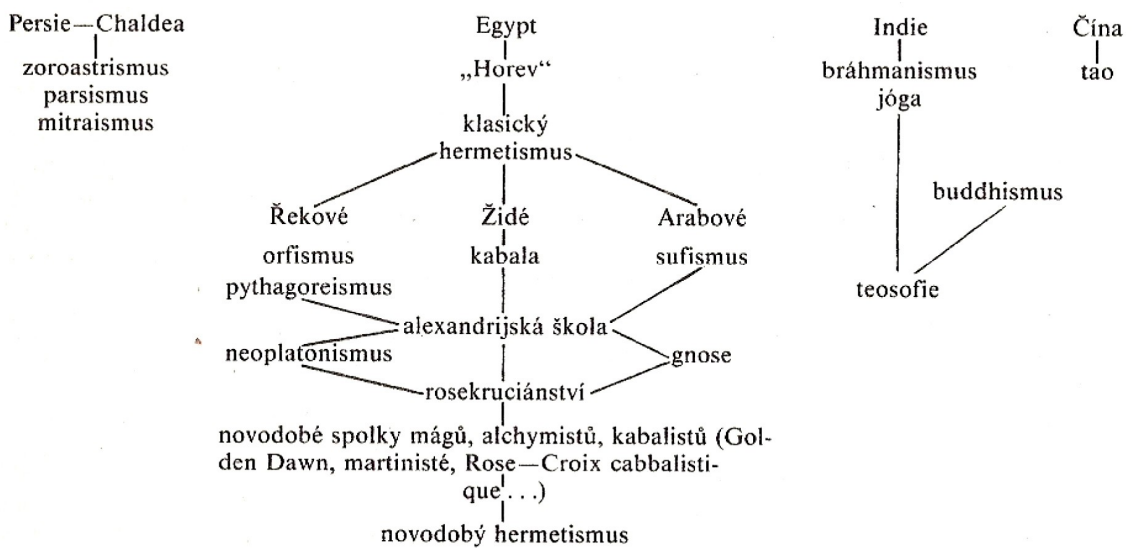 Persie—Chaldea
Egypt
Indie
Čína
zoroastrismus
„Horev“
bráhmanismus
tao
parsismus
jóga
mitraismus
klasický
hermetismus
buddhismus
Řekové
Židé
Arabové
orfismus
kabala
sufismus
pythagoreismus
teosofie
alexandrijská škola
neoplatonismus
gnose
rosekruciánství
novodobé spolky mágů, alchymistů, kabalistů (Gol-
den Dawn, martinisté, Rose—Croix cabbalisti-
que . . .)
novodobý hermetismus